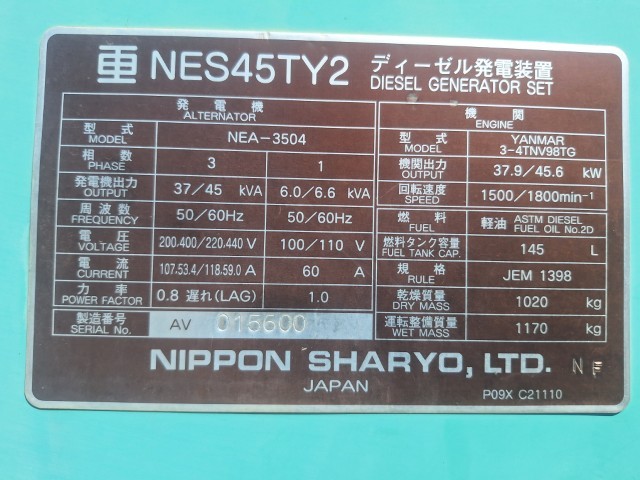 NES45TY2 ディーゼル発電装置
DIESEL GENERATOR SET
発電機
ALTERNATOR
型式
MODEL
NEA-3504
相数
PHASE
3
1
発電機出力
OUTPUT
37/45 kVA
6.0/6.6 kVA
周波数
FREQUENCY
50/60Hz
50/60Hz
電圧
VOLTAGE
200.400/220.440 V
100/110 V
電流
CURRENT
107.53.4/118.59.0 A
60 A
力率
POWER FACTOR
0.8 遅れ(LAG)
1.0
製造番号
SERIAL No.
AV 015600
機関
ENGINE
型式
MODEL
YANMAR
3-4TNV98TG
機関出力
OUTPUT
37.9/45.6 kW
回転速度
SPEED
1500/1800min⁻¹
燃料
FUEL
軽油 ASTM DIESEL
FUEL OIL No.2D
燃料タンク容量
FUEL TANK CAP.
145 L
規格
RULE
JEM 1398
乾燥質量
DRY MASS
1020 kg
運転整備質量
WET MASS
1170 kg
NIPPON SHARYO, LTD. NF
JAPAN
P09X C21110